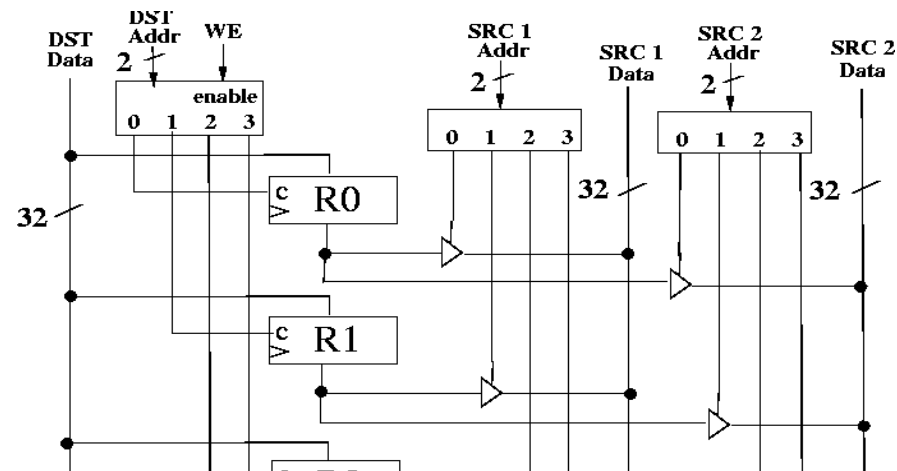 DST
Addr
2
WE
DST
Data
SRC 1
Addr
2
SRC 1
Data
SRC 2
Addr
2
SRC 2
Data
enable
0 1 2 3
0 1 2 3
0 1 2 3
32
32
32
C
R0
C
R1